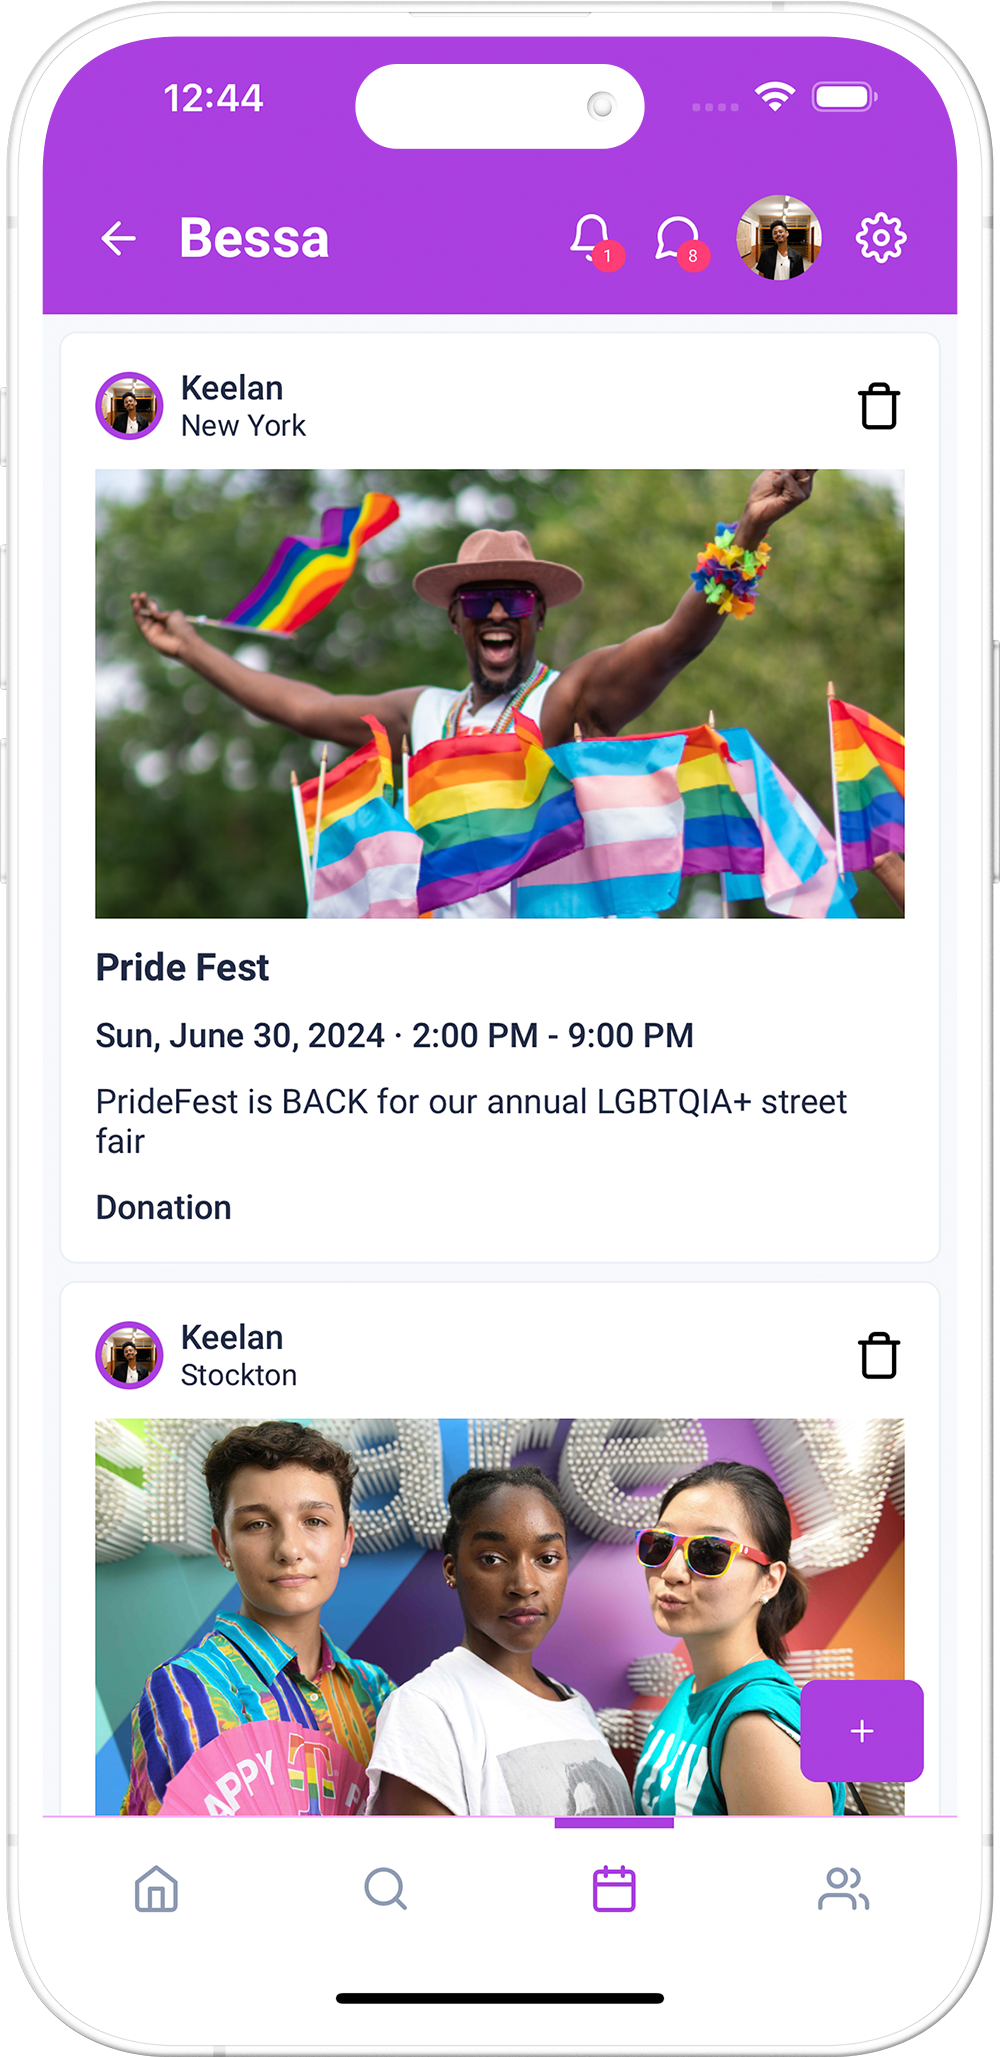 12:44
Bessa
1
8
Keelan
New York
Pride Fest
Sun, June 30, 2024 · 2:00 PM - 9:00 PM
PrideFest is BACK for our annual LGBTQIA+ street
fair
Donation
Keelan
Stockton
APPY
T
P
+